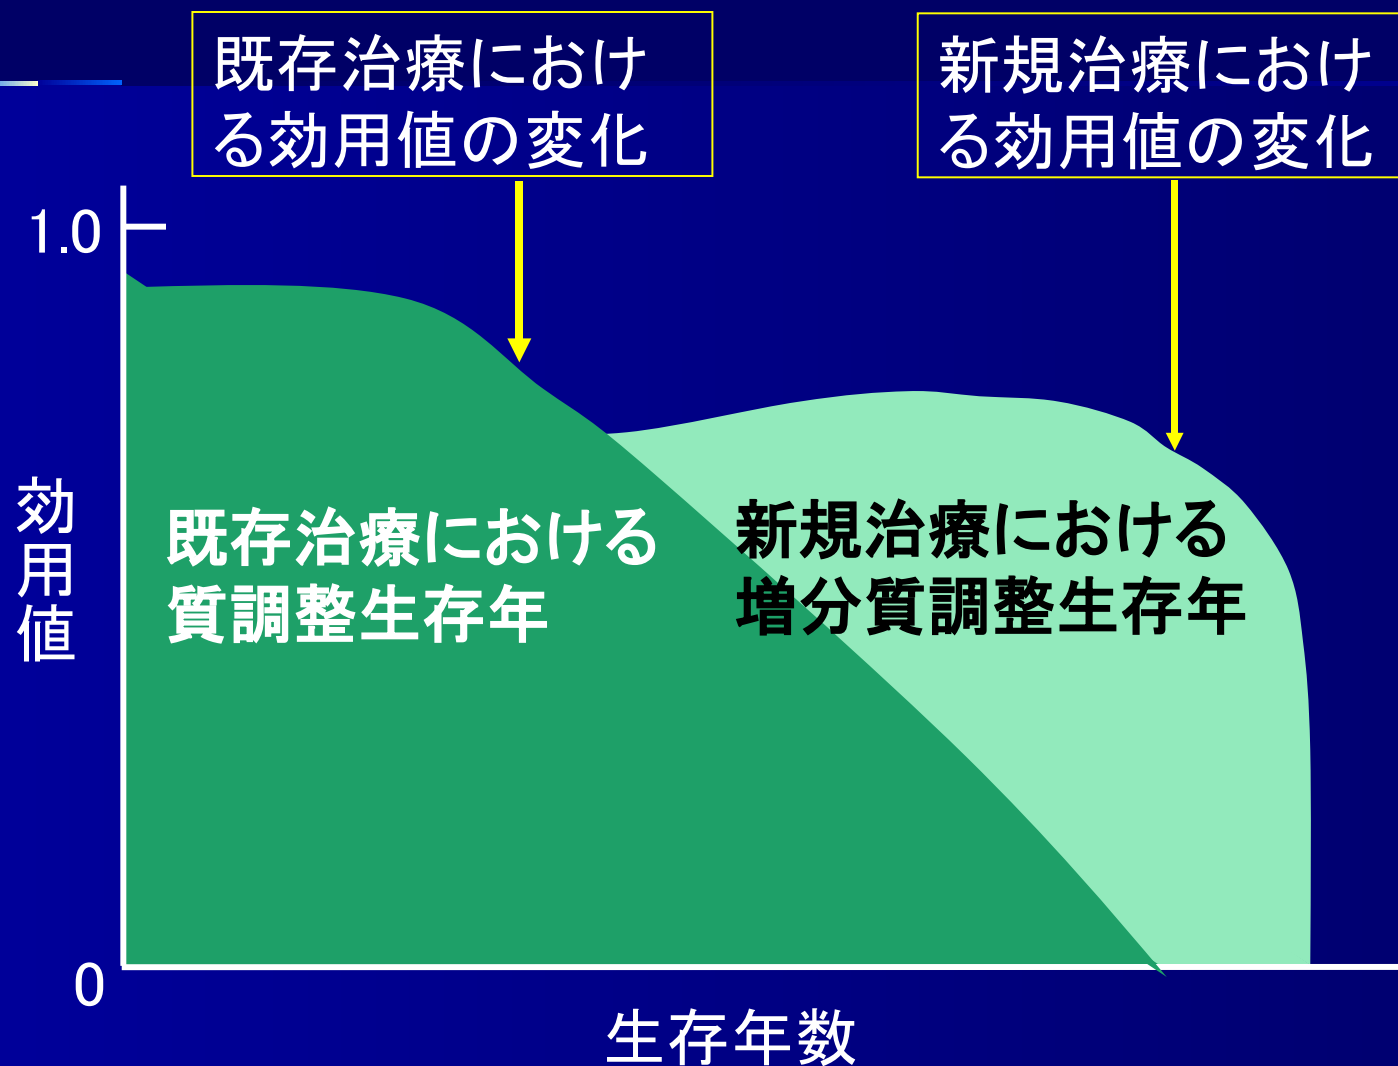 既存治療におけ
る効用値の変化
新規治療におけ
る効用値の変化
1.0
効用値
既存治療における
質調整生存年
新規治療における
増分質調整生存年
0
生存年数